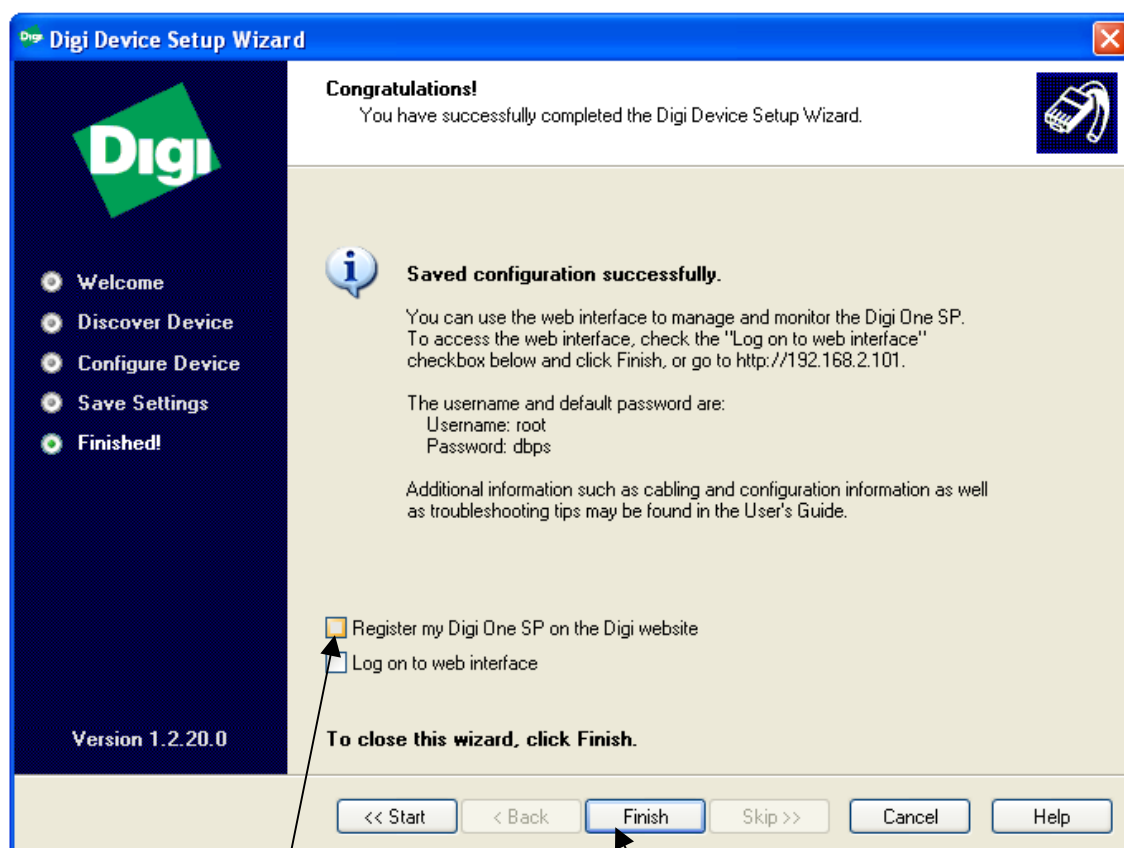 Digi Device Setup Wizard
Digi
Welcome
Discover Device
Configure Device
Save Settings
Finished!
Version 1.2.20.0
Congratulations!
You have successfully completed the Digi Device Setup Wizard.
Saved configuration successfully.
You can use the web interface to manage and monitor the Digi One SP.
To access the web interface, check the "Log on to web interface"
checkbox below and click Finish, or go to http://192.168.2.101.
The username and default password are:
Username: root
Password: dbps
Additional information such as cabling and configuration information as well
as troubleshooting tips may be found in the User's Guide.
Register my Digi One SP on the Digi website
Log on to web interface
To close this wizard, click Finish.
<< Start
< Back
Finish
Skip >>
Cancel
Help